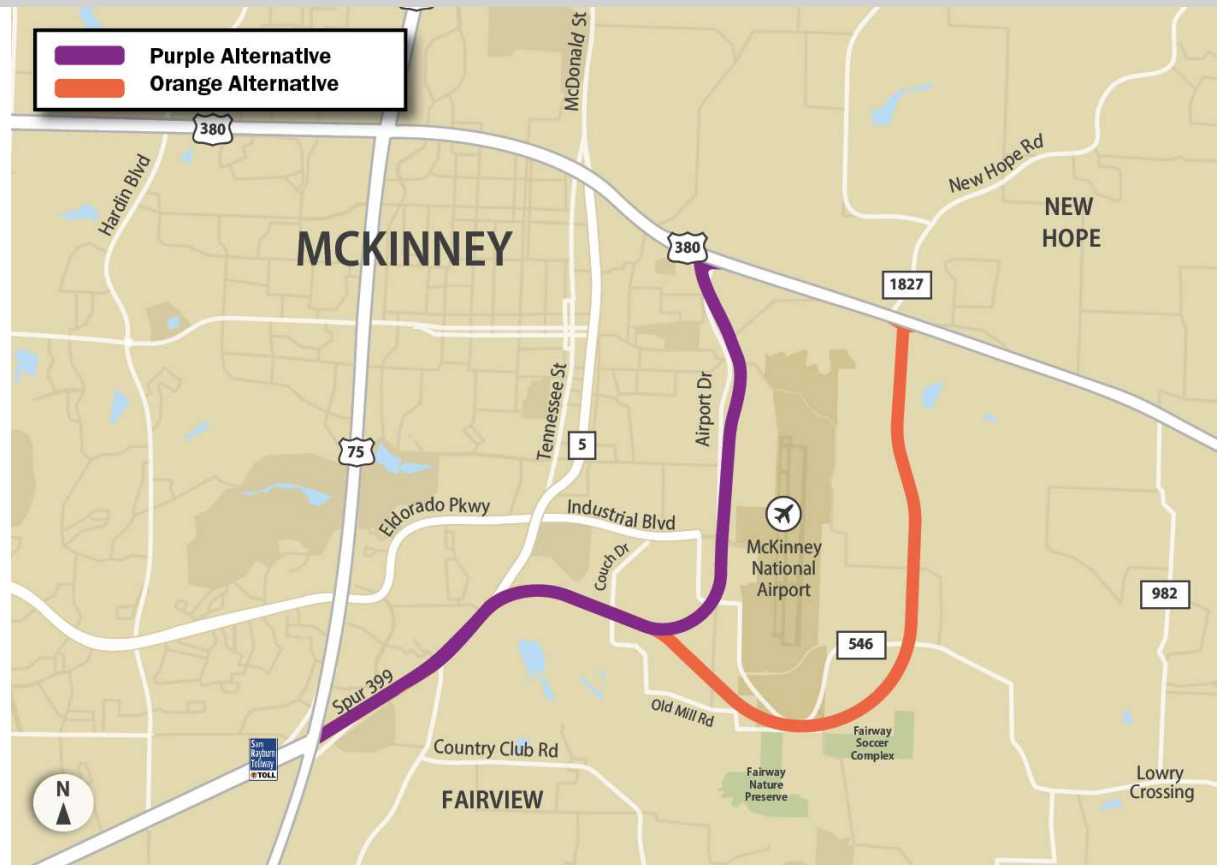 Purple Alternative
Orange Alternative
McDonald St
380
Hardin Blvd
New Hope Rd
NEW
HOPE
MCKINNEY
380
1827
Tennessee St
Airport Dr
5
75
Eldorado Pkwy
Industrial Blvd
Couch Dr
McKinney
National
Airport
982
546
Spur 399
Old Mill Rd
Sam
Rayburn
Tollway
TOLL
Country Club Rd
Fairway
Soccer
Complex
Fairway
Nature
Preserve
Lowry
Crossing
N
FAIRVIEW